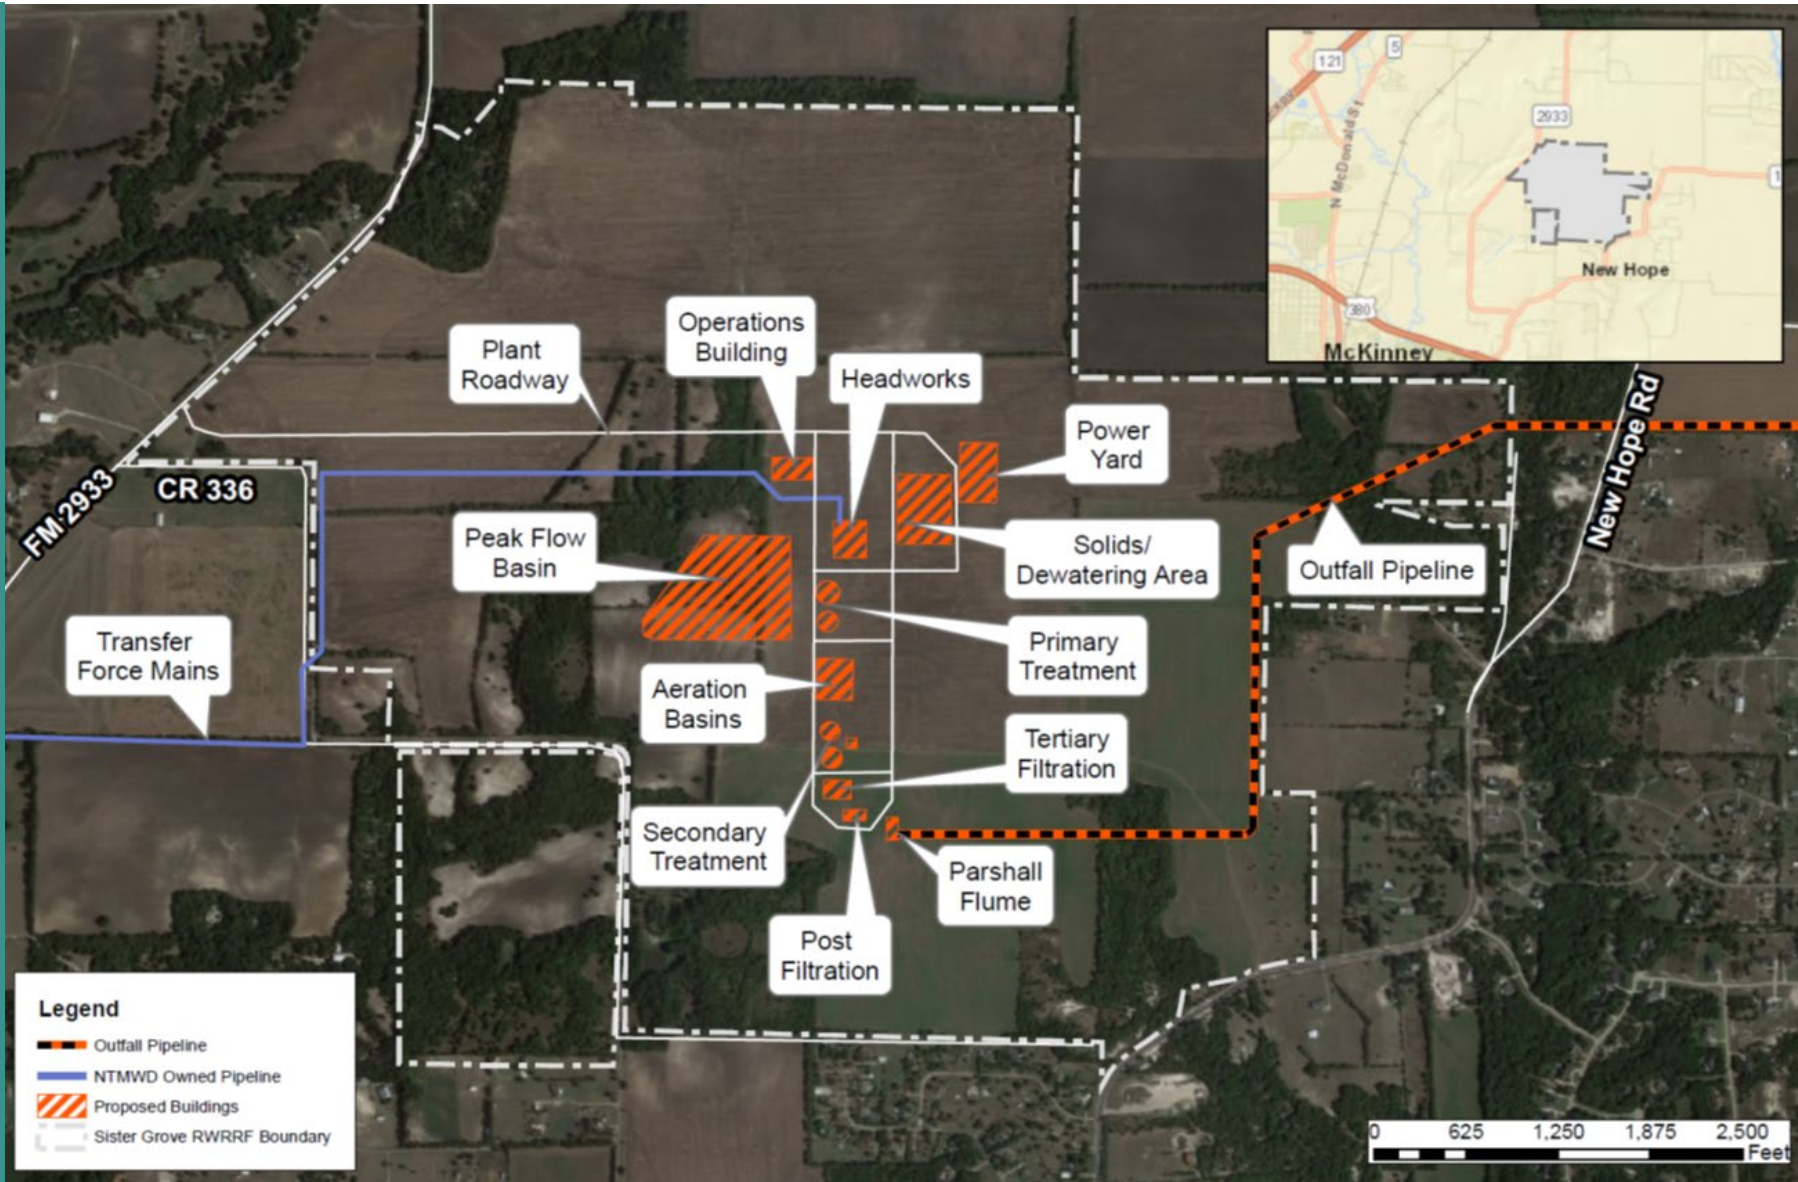 121
5
2933
N McDonald St
1
New Hope
380
McKinney
Operations
Building
Plant
Roadway
Headworks
Power
Yard
New Hope Rd
FM 2933
CR 336
Peak Flow
Basin
Solids/
Dewatering Area
Outfall Pipeline
Transfer
Force Mains
Primary
Treatment
Aeration
Basins
Tertiary
Filtration
Secondary
Treatment
Parshall
Flume
Post
Filtration
Legend
Outfall Pipeline
NTMWD Owned Pipeline
Proposed Buildings
Sister Grove RWRRF Boundary
0 625 1,250 1,875 2,500
Feet